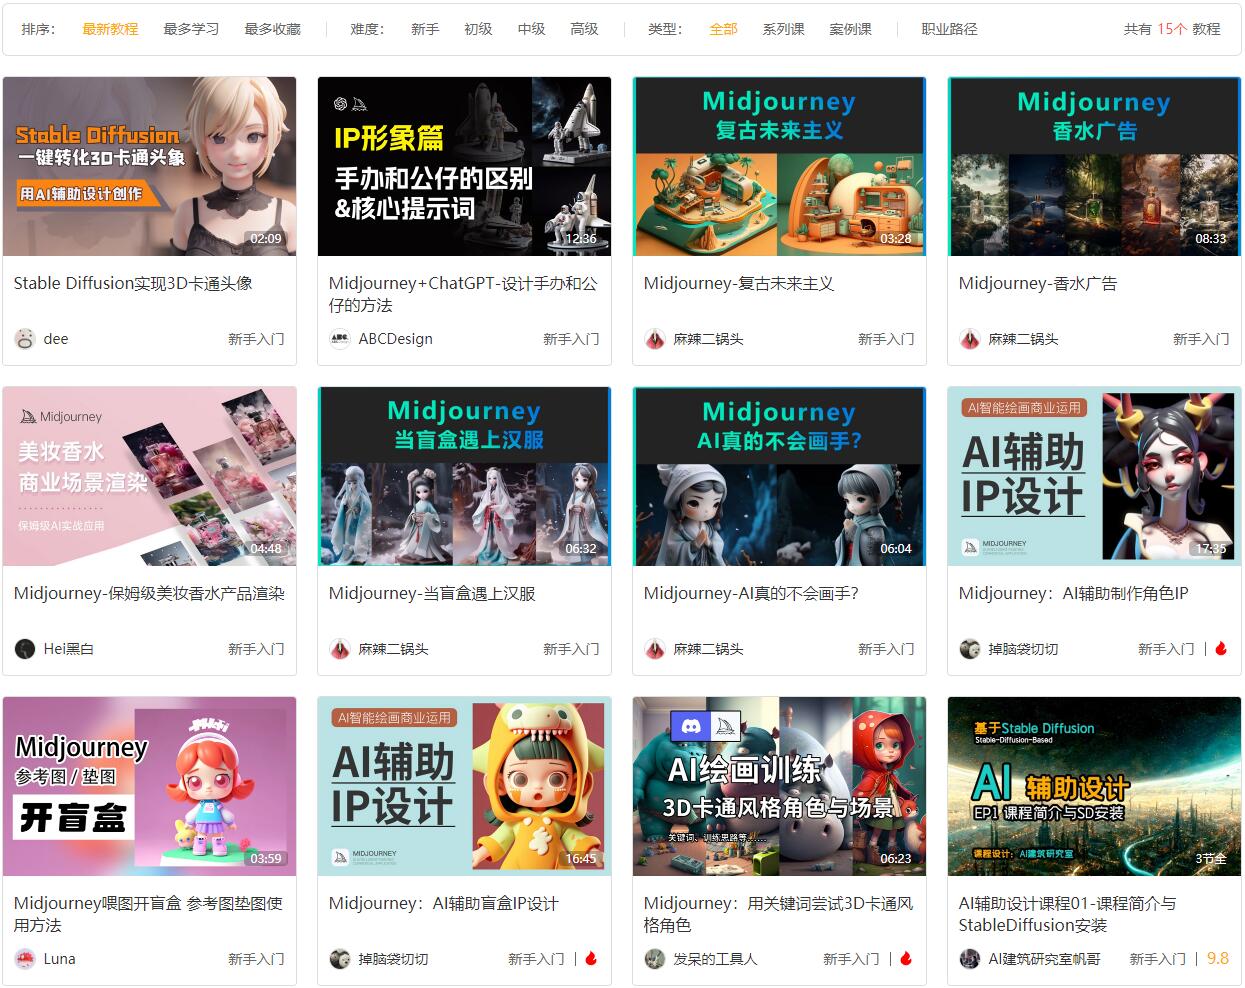 排序： 最新教程 最多学习 最多收藏 难度： 新手 初级 中级 高级 类型： 全部 系列课 案例课 职业路径 共有 15个 教程
Stable Diffusion
一键转化3D卡通头像
用AI辅助设计创作
02:09
Stable Diffusion实现3D卡通头像
dee 新手入门
IP形象篇
手办和公仔的区别
&核心提示词
12:36
Midjourney+ChatGPT-设计手办和公
仔的方法
ABCDesign 新手入门
Midjourney
复古未来主义
03:28
Midjourney-复古未来主义
麻辣二锅头 新手入门
Midjourney
香水广告
08:33
Midjourney-香水广告
麻辣二锅头 新手入门
Midjourney
美妆香水
商业场景渲染
保姆级AI实战应用
04:48
Midjourney-保姆级美妆香水产品渲染
Hei黑白 新手入门
Midjourney
当盲盒遇上汉服
06:32
Midjourney-当盲盒遇上汉服
麻辣二锅头 新手入门
Midjourney
AI真的不会画手?
06:04
Midjourney-AI真的不会画手?
麻辣二锅头 新手入门
AI智能绘画商业运用
AI辅助
IP设计
MIDJOURNEY
17:35
Midjourney：AI辅助制作角色IP
掉脑袋切切 新手入门
Midjourney
参考图/垫图
开盲盒
03:59
Midjourney喂图开盲盒 参考图垫图使
用方法
Luna 新手入门
AI智能绘画商业运用
AI辅助
IP设计
MIDJOURNEY
16:45
Midjourney：AI辅助盲盒IP设计
掉脑袋切切 新手入门
AI绘画训练
3D卡通风格角色与场景
关键词、训练思路等......
06:23
Midjourney：用关键词尝试3D卡通风
格角色
发呆的工具人 新手入门
基于Stable Diffusion
Stable-Diffusion-Based
AI 辅助设计
EP1 课程简介与SD安装
课程设计：AI建筑研究室
3节全
AI辅助设计课程01-课程简介与
StableDiffusion安装
AI建筑研究室帆哥 新手入门 9.8